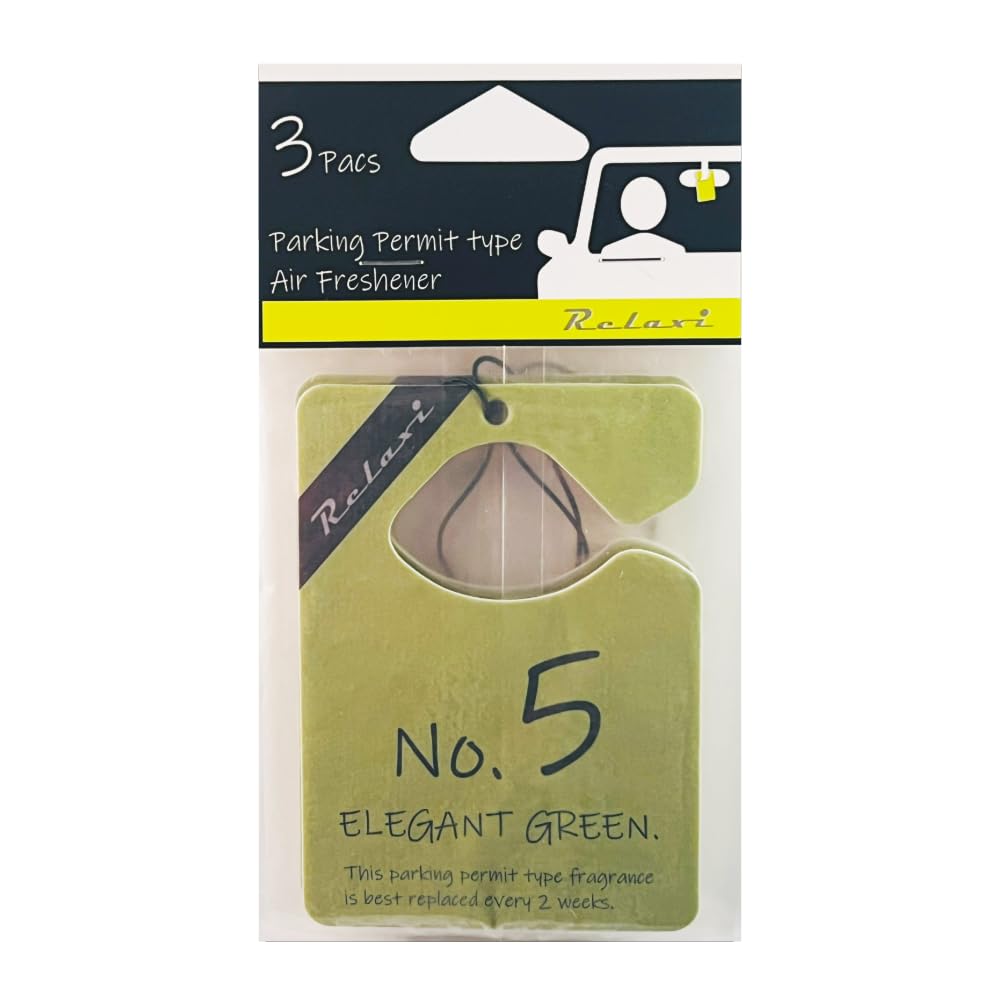 3 Pacs
Parking Permit type
Air Freshener
Relaxi
Relaxi
No. 5
ELEGANT GREEN.
This parking permit type fragrance
is best replaced every 2 weeks.